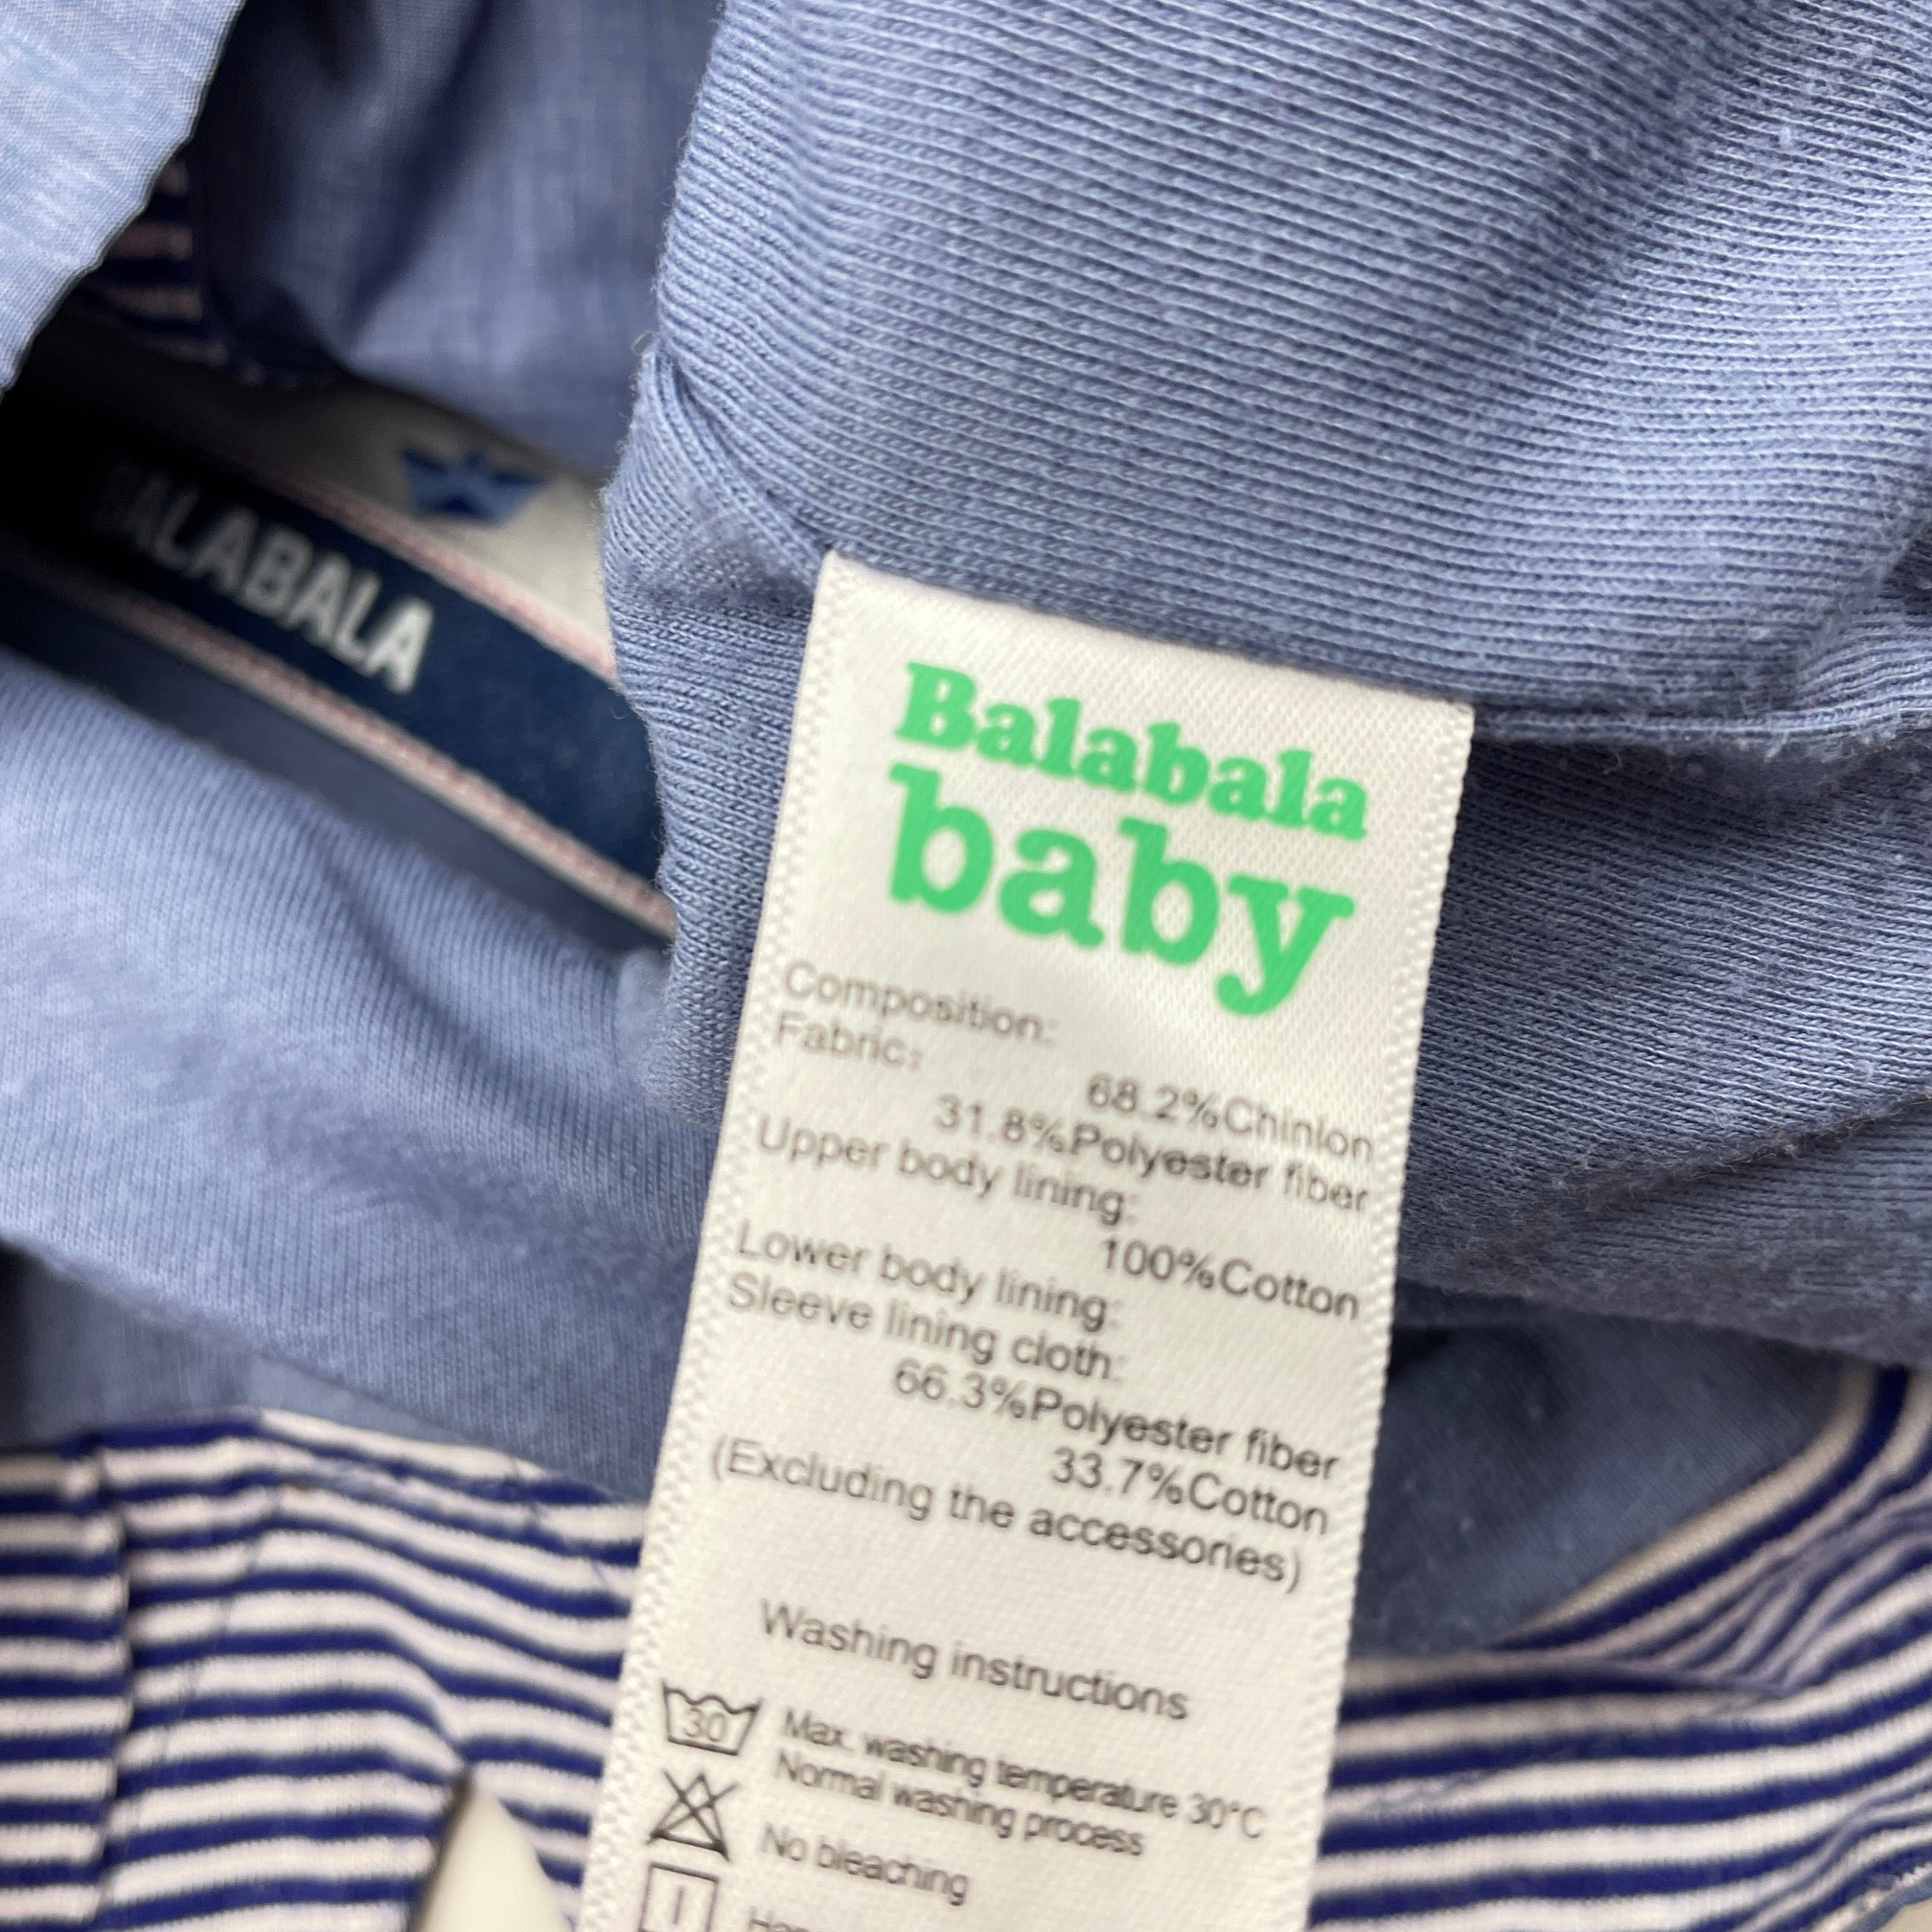 BALABALA
Balabala
baby
Composition:
Fabric:
68.2%Chinlon
31.8%Polyester fiber
Upper body lining:
100%Cotton
Lower body lining:
Sleeve lining cloth:
66.3%Polyester fiber
33.7%Cotton
(Excluding the accessories)
Washing instructions
30
Max. washing temperature 30°C
Normal washing process
No bleaching